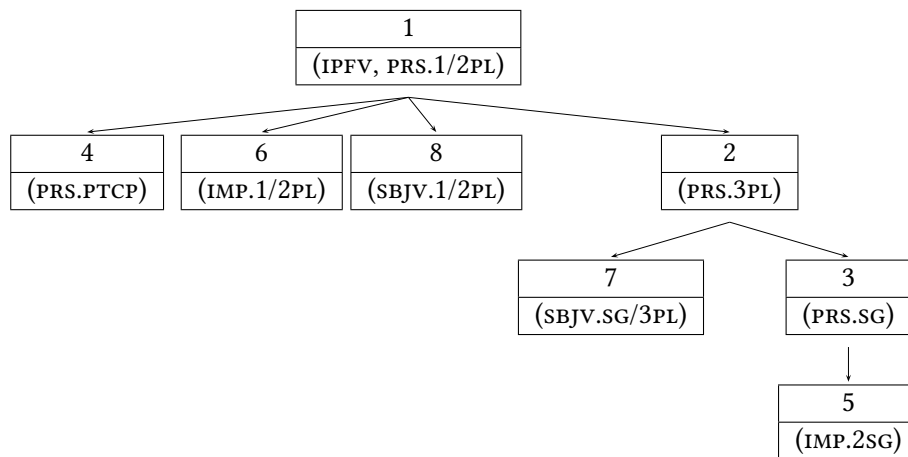 1
(IPFV, PRS.1/2PL)
4
(PRS.PTCP)
6
(IMP.1/2PL)
8
(SBJV.1/2PL)
2
(PRS.3PL)
7
(SBJV.SG/3PL)
3
(PRS.SG)
5
(IMP.2SG)